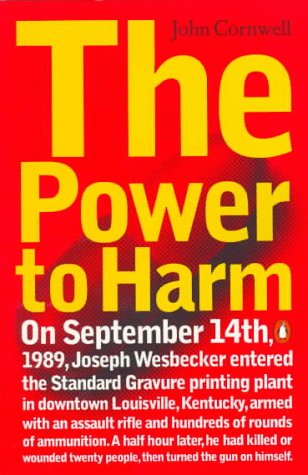 John Cornwell
The
Power
to Harm
On September 14th,
1989, Joseph Wesbecker entered
the Standard Gravure printing plant
in downtown Louisville, Kentucky, armed
with an assault rifle and hundreds of rounds
of ammunition. A half hour later, he had killed or
wounded twenty people, then turned the gun on himself.